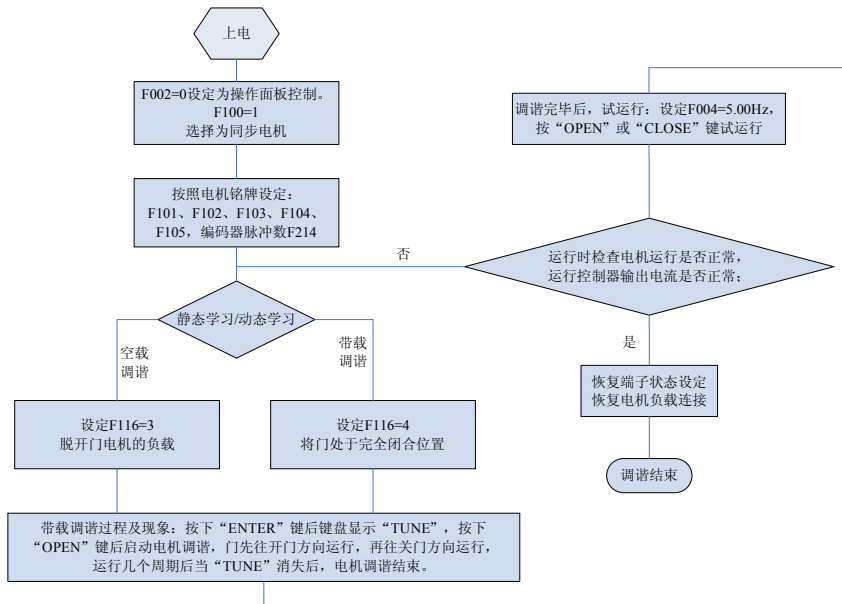 上电
F002=0设定为操作面板控制。
F100=1
选择为同步电机
按照电机铭牌设定：
F101、F102、F103、F104、
F105，编码器脉冲数F214
静态学习/动态学习
空载
调谐
带载
调谐
设定F116=3
脱开门电机的负载
设定F116=4
将门处于完全闭合位置
带载调谐过程及现象：按下“ENTER”键后键盘显示“TUNE”，按下
“OPEN”键后启动电机调谐，门先往开门方向运行，再往关门方向运行，
运行几个周期后当“TUNE”消失后，电机调谐结束。
调谐完毕后，试运行：设定F004=5.00Hz，
按“OPEN”或“CLOSE”键试运行
运行时检查电机运行是否正常，
运行控制器输出电流是否正常；
否
是
恢复端子状态设定
恢复电机负载连接
调谐结束